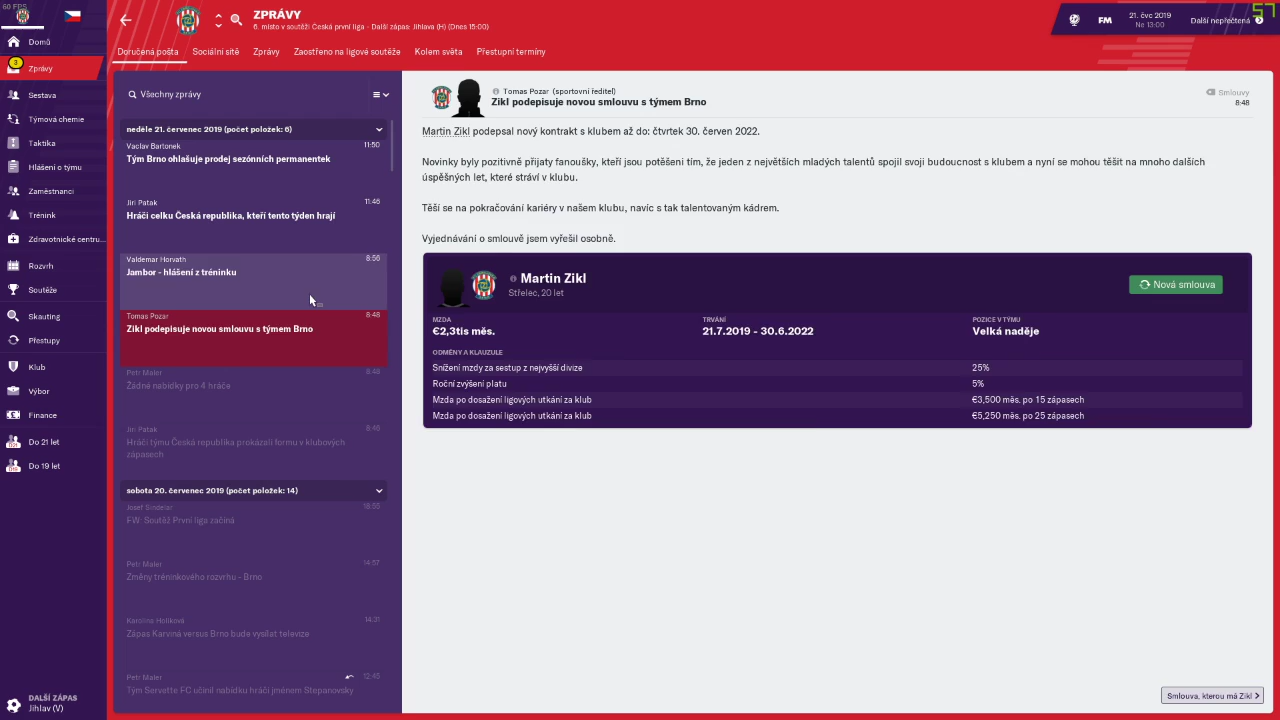 60 FPS
57
ZPRÁVY
6. místo v soutěži Česká první liga - Další zápas: Jihlava (H) (Dnes 15:00)
FM
21. čvc 2019
Ne 13:00
Další nepřečtená
Doručená pošta
Sociální sítě
Zprávy
Zaostřeno na ligové soutěže
Kolem světa
Přestupní termíny
Domů
3
Zprávy
Sestava
Týmová chemie
Taktika
Hlášení o týmu
Zaměstnanci
Trénink
Zdravotnické centru...
Rozvrh
Soutěže
Skauting
Přestupy
Klub
Výbor
Finance
Do 21 let
Do 19 let
DALŠÍ ZÁPAS
Jihlav (V)
Všechny zprávy
neděle 21. červenec 2019 (počet položek: 6)
Vaclav Bartonek 11:50
Tým Brno ohlašuje prodej sezónních permanentek
Jiri Patak 11:46
Hráči celku Česká republika, kteří tento týden hrají
Valdemar Horvath 8:56
Jambor - hlášení z tréninku
Tomas Pozar 8:48
Zikl podepisuje novou smlouvu s týmem Brno
Petr Maler 8:48
Žádné nabídky pro 4 hráče
Jiri Patak 8:40
Hráči týmu Česká republika prokázali formu v klubových
zápasech
sobota 20. červenec 2019 (počet položek: 14)
Josef Sindelar 18:55
FW: Soutěž První liga začíná
Petr Maler 14:57
Změny tréninkového rozvrhu - Brno
Karolina Holíková 14:31
Zápas Karviná versus Brno bude vysílat televize
Petr Maler 12:45
Tým Servette FC učinil nabídku hráči jménem Stepanovsky
Tomas Pozar (sportovní ředitel)
Zikl podepisuje novou smlouvu s týmem Brno
Smlouvy
8:48
Martin Zikl podepsal nový kontrakt s klubem až do: čtvrtek 30. červen 2022.
Novinky byly pozitivně přijaty fanoušky, kteří jsou potěšeni tím, že jeden z největších mladých talentů spojil svoji budoucnost s klubem a nyní se mohou těšit na mnoho dalších
úspěšných let, které stráví v klubu.
Těší se na pokračování kariéry v našem klubu, navíc s tak talentovaným kádrem.
Vyjednávání o smlouvě jsem vyřešil osobně.
Martin Zikl
Střelec, 20 let
Nová smlouva
MZDA TRVÁNÍ POZICE V TÝMU
€2,3tis měs. 21.7.2019 - 30.6.2022 Velká naděje
ODMĚNY A KLAUZULE
Snížení mzdy za sestup z nejvyšší divize 25%
Roční zvýšení platu 5%
Mzda po dosažení ligových utkání za klub €3,500 měs. po 15 zápasech
Mzda po dosažení ligových utkání za klub €5,250 měs. po 25 zápasech
Smlouva, kterou má Zikl